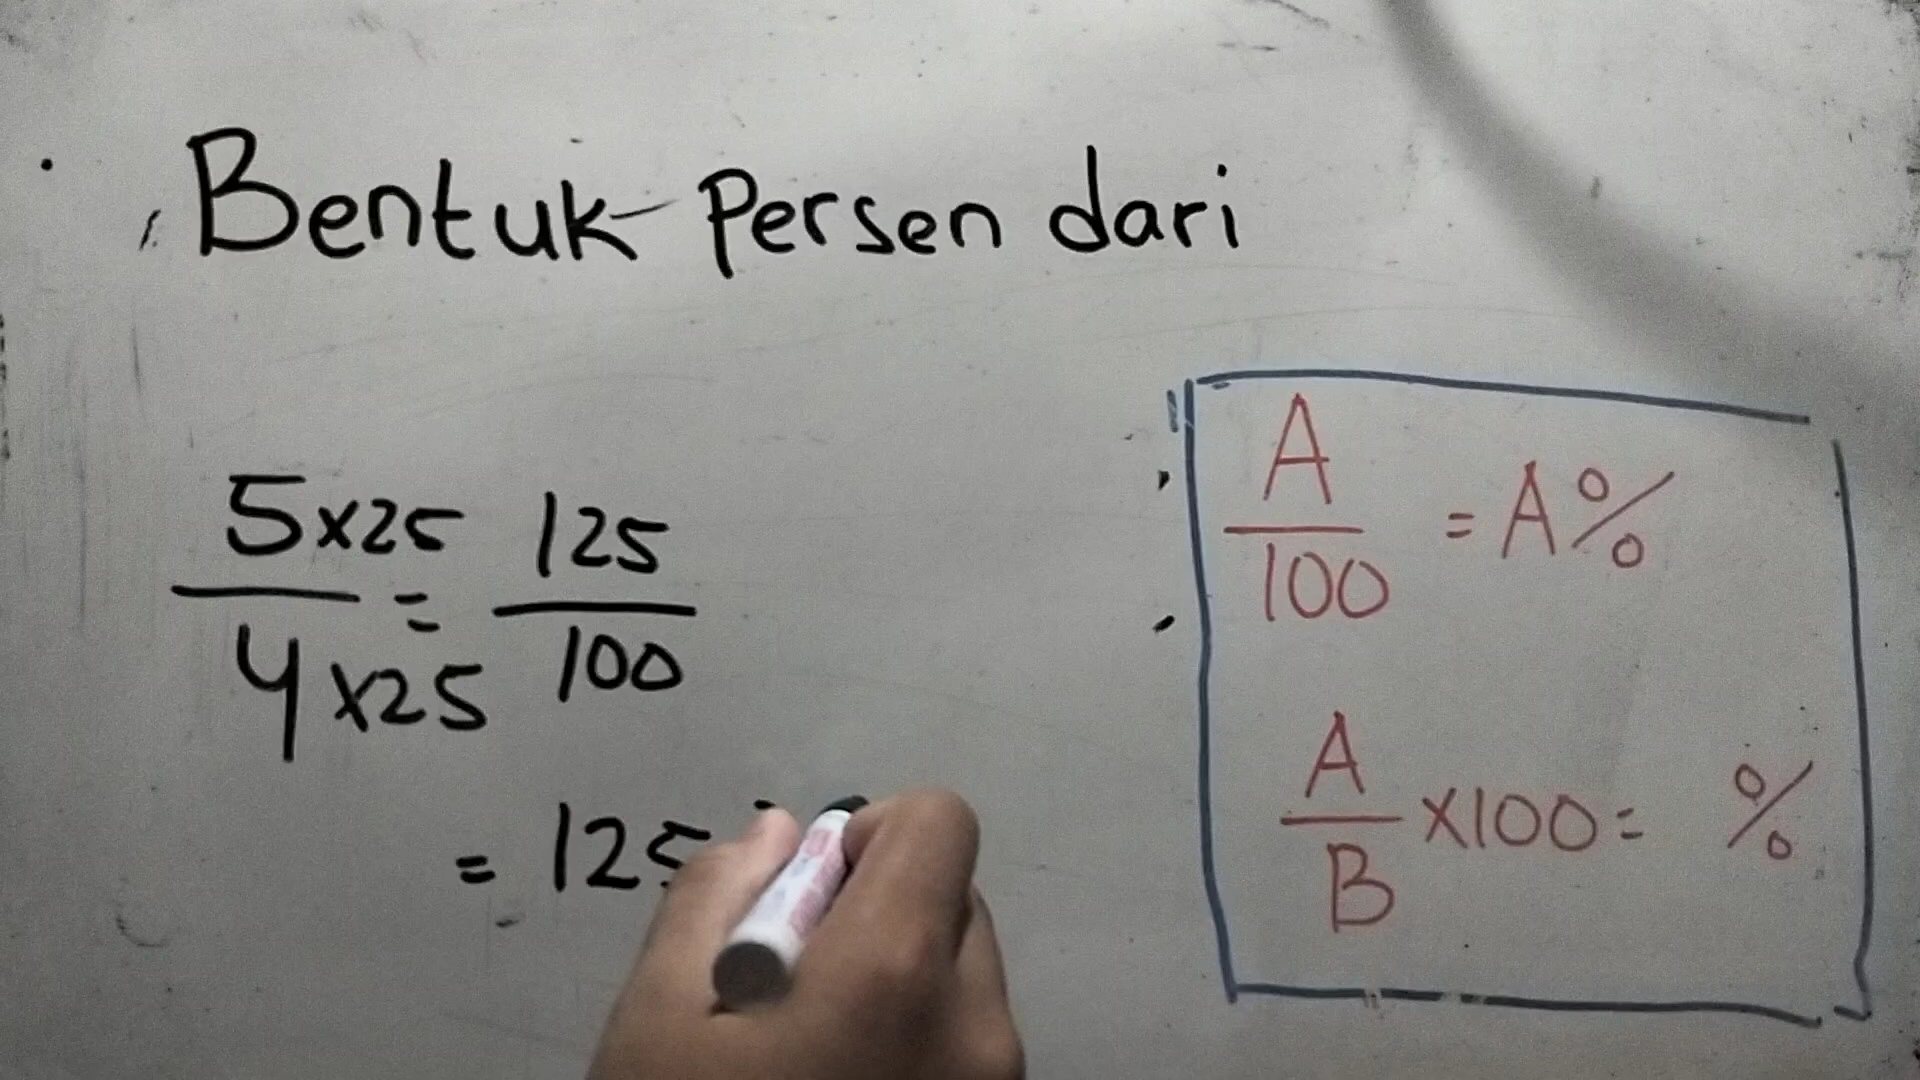 Bentuk Persen dari
5x25
4x25
=
125
100
= 125
A
100
= A%
A
B
x100= %